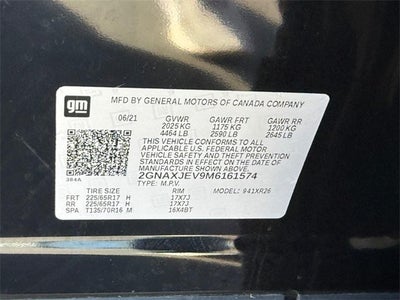 gm
MFD BY GENERAL MOTORS OF CANADA COMPANY
06/21 GVWR GAWR FRT GAWR RR
2025 KG 1175 KG 1200 KG
4464 LB 2590 LB 2645 LB
THIS VEHICLE CONFORMS TO ALL
APPLICABLE U.S. FEDERAL MOTOR
VEHICLE SAFETY AND THEFT PREVENTION
STANDARDS IN EFFECT ON THE DATE OF
MANUFACTURE SHOWN ABOVE.
384A 2GNAXJEV9M6161574
TYPE: M.P.V. MODEL: 941XR26
TIRE SIZE RIM
FRT 225/65R17 H 17X7J
RR 225/65R17 H 17X7J
SPA T135/70R16 M 16X4BT